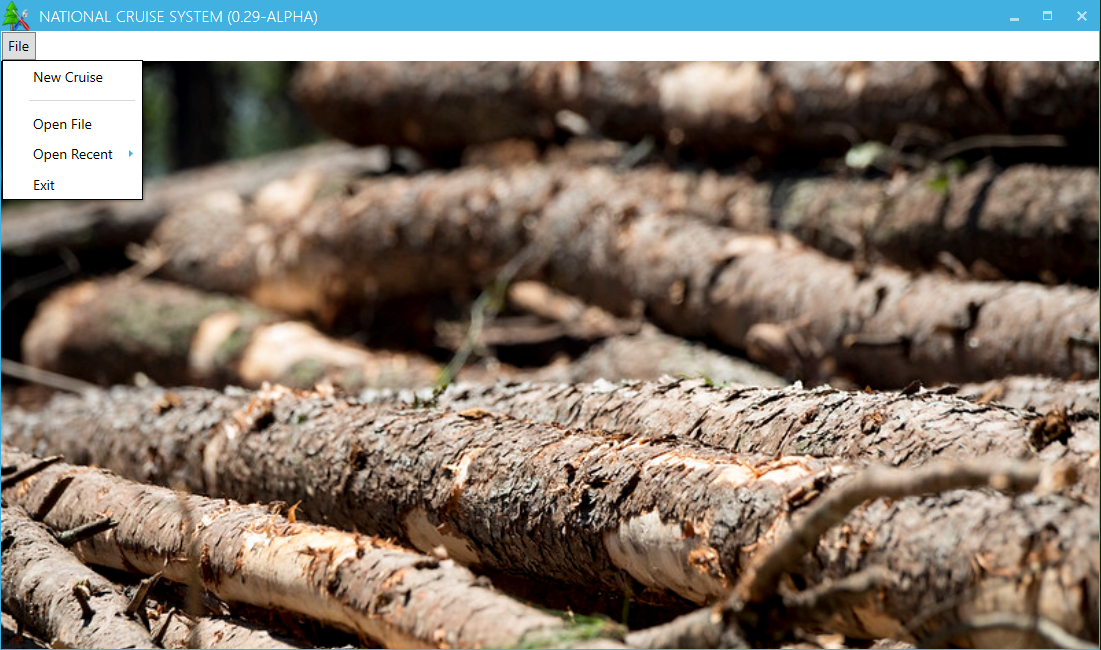 NATIONAL CRUISE SYSTEM (0.29-ALPHA)
File
New Cruise
Open File
Open Recent
Exit